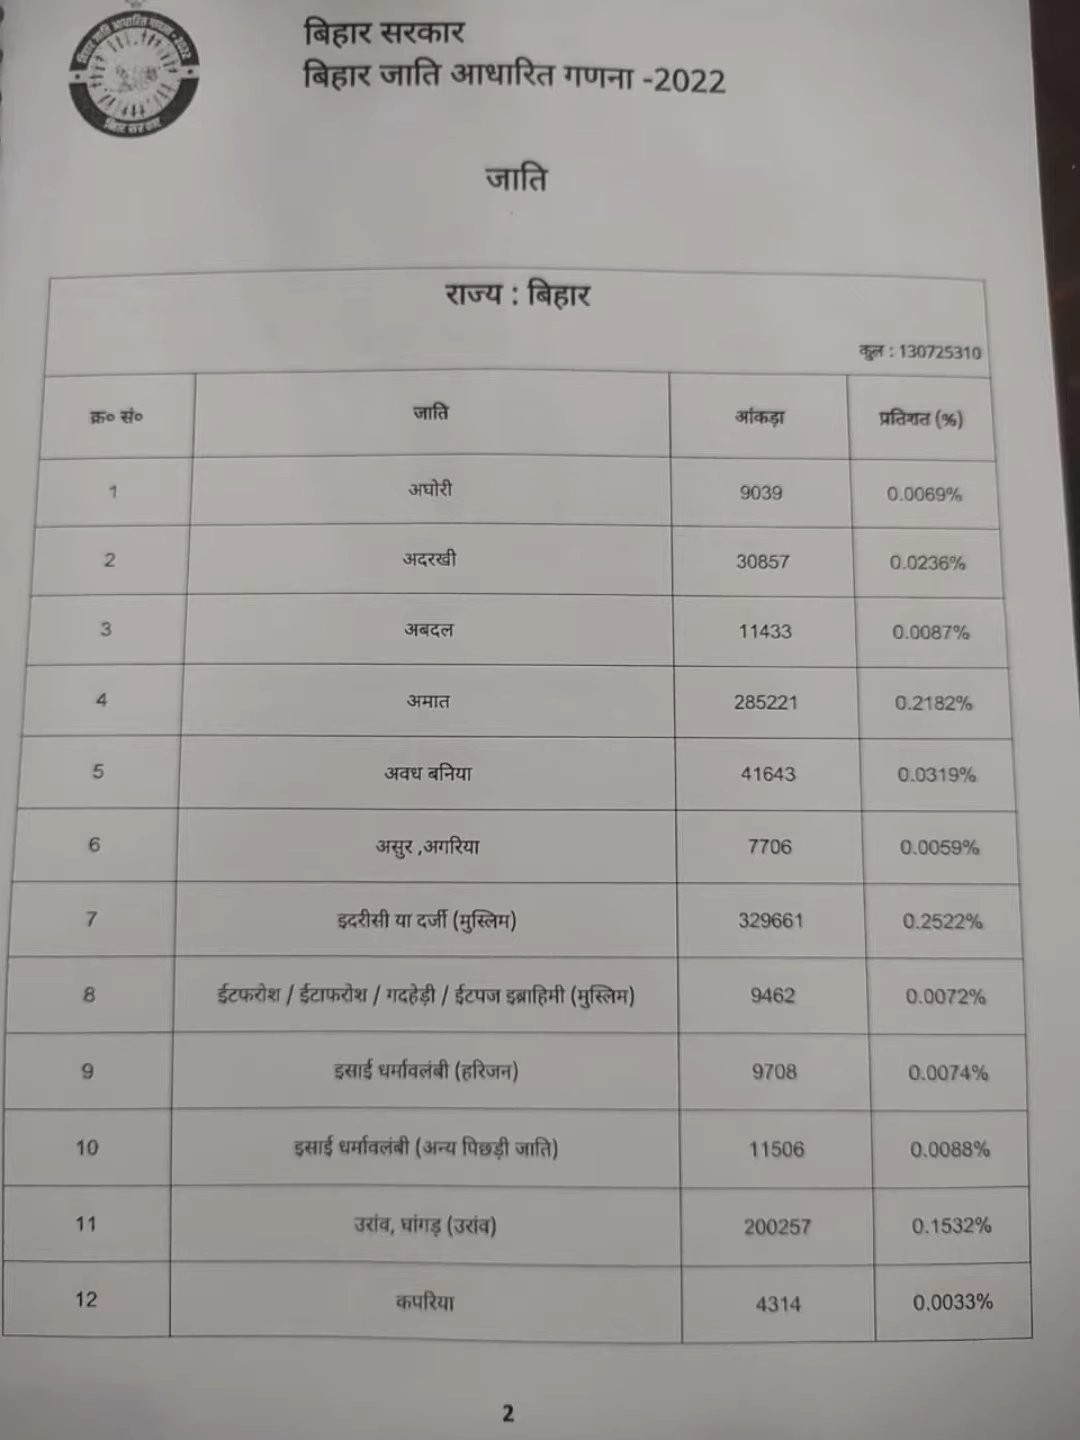 बिहार जाति आधारित गणना - 2022
बिहार सरकार
बिहार सरकार
बिहार जाति आधारित गणना -2022
जाति
राज्य : बिहार
कुल : 130725310
क्र० सं० जाति आंकड़ा प्रतिशत (%)
1 अघोरी 9039 0.0069%
2 अदरखी 30857 0.0236%
3 अबदल 11433 0.0087%
4 अमात 285221 0.2182%
5 अवध बनिया 41643 0.0319%
6 असुर ,अगरिया 7706 0.0059%
7 इदरीसी या दर्जी (मुस्लिम) 329661 0.2522%
8 ईटफरोश / ईटाफरोश / गदहेड़ी / ईटपज इब्राहिमी (मुस्लिम) 9462 0.0072%
9 इसाई धर्मावलंबी (हरिजन) 9708 0.0074%
10 इसाई धर्मावलंबी (अन्य पिछड़ी जाति) 11506 0.0088%
11 उरांव, धांगड़ (उरांव) 200257 0.1532%
12 कपरिया 4314 0.0033%
2